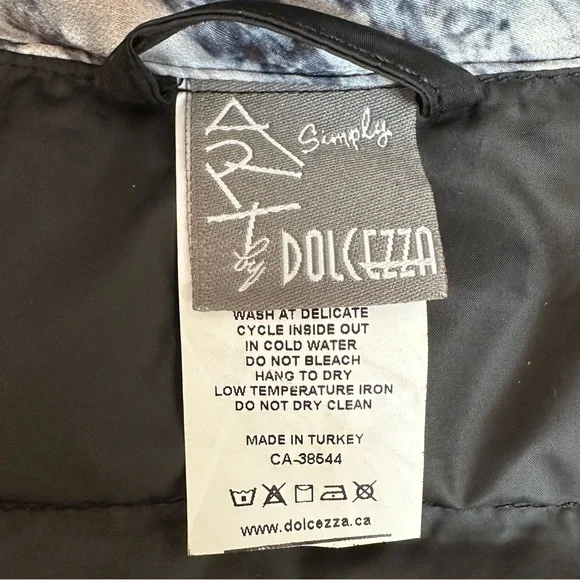 ART
Simply
by
DOLCEZZA
WASH AT DELICATE
CYCLE INSIDE OUT
IN COLD WATER
DO NOT BLEACH
HANG TO DRY
LOW TEMPERATURE IRON
DO NOT DRY CLEAN
MADE IN TURKEY
CA-38644
www.dolcezza.ca